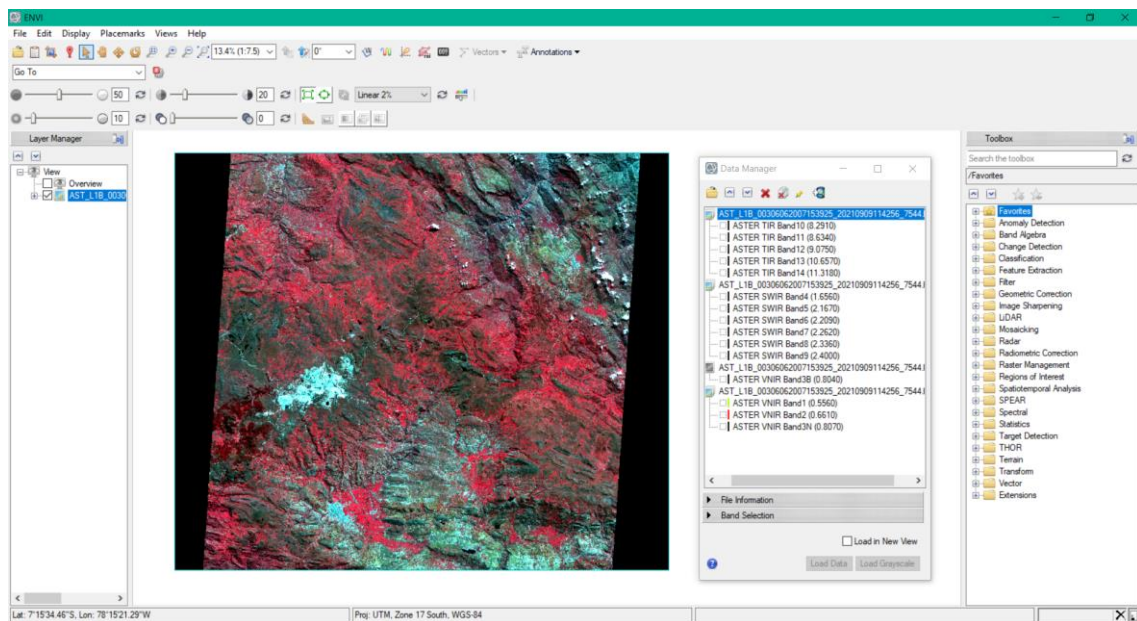 ENVI
File Edit Display Placemarks Views Help
13.4% (1:7.5) 0° Vectors Annotations
Go To
50 20 Linear 2%
10 0
Layer Manager
View
Overview
AST_L1B_0030
Data Manager
AST_L1B_00306062007153925_20210909114256_7544.
ASTER TIR Band10 (8.2910)
ASTER TIR Band11 (8.6340)
ASTER TIR Band12 (9.0750)
ASTER TIR Band13 (10.6570)
ASTER TIR Band14 (11.3180)
AST_L1B_00306062007153925_20210909114256_7544.
ASTER SWIR Band4 (1.6560)
ASTER SWIR Band5 (2.1670)
ASTER SWIR Band6 (2.2090)
ASTER SWIR Band7 (2.2620)
ASTER SWIR Band8 (2.3360)
ASTER SWIR Band9 (2.4000)
AST_L1B_00306062007153925_20210909114256_7544.
ASTER VNIR Band3B (0.8040)
AST_L1B_00306062007153925_20210909114256_7544.
ASTER VNIR Band1 (0.5560)
ASTER VNIR Band2 (0.6610)
ASTER VNIR Band3N (0.8070)
File Information
Band Selection
Load in New View
Load Data Load Grayscale
Toolbox
Search the toolbox
/Favorites
Favorites
Anomaly Detection
Band Algebra
Change Detection
Classification
Feature Extraction
Filter
Geometric Correction
Image Sharpening
LiDAR
Mosaicking
Radar
Radiometric Correction
Raster Management
Regions of Interest
Spatiotemporal Analysis
SPEAR
Spectral
Statistics
Target Detection
THOR
Terrain
Transform
Vector
Extensions
Lat: 7°15'34.46"S, Lon: 78°15'21.29"W Proj: UTM, Zone 17 South, WGS-84